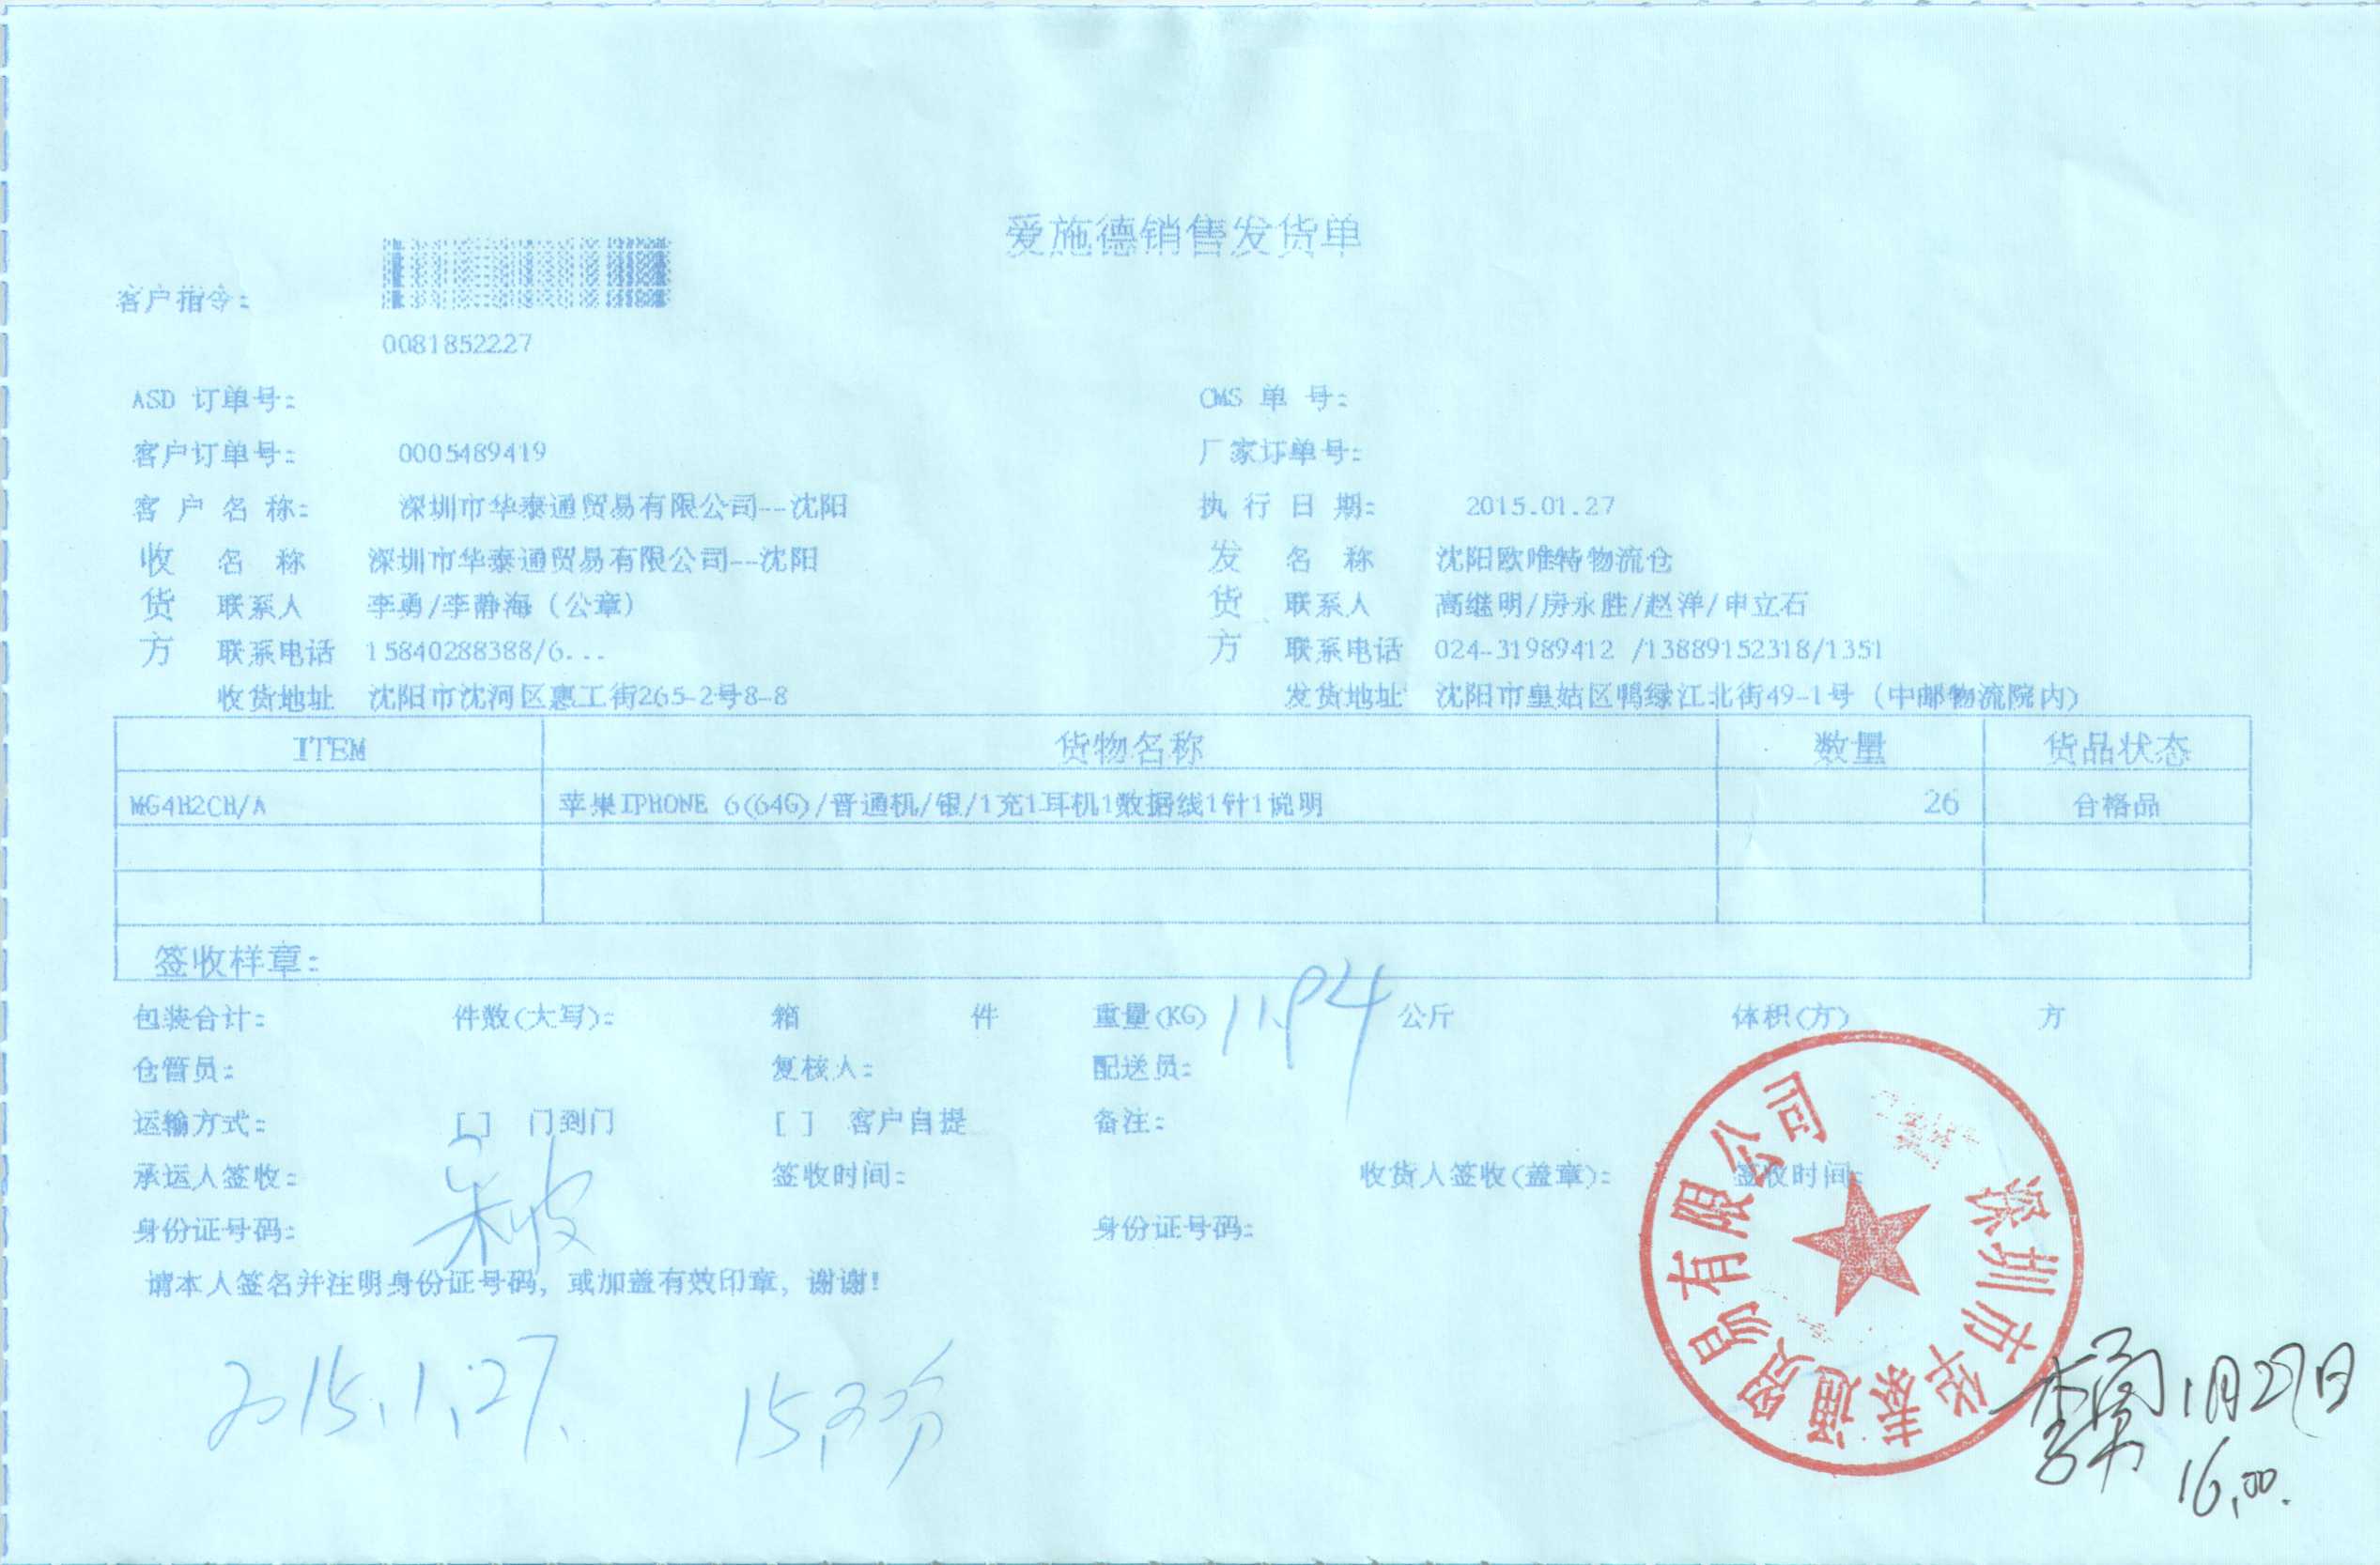 爱施德销售发货单
客户指令:
0081852227
ASD 订单号: CMS 单 号:
客户订单号: 0005489419 厂家订单号:
客 户 名 称: 深圳市华泰通贸易有限公司--沈阳 执 行 日 期: 2015.01.27
收 名 称 深圳市华泰通贸易有限公司--沈阳 发 名 称 沈阳欧唯特物流仓
货 联系人 李勇/李静海（公章） 货 联系人 高继明/房永胜/赵洋/申立石
方 联系电话 15840288388/6... 方 联系电话 024-31989412 /13889152318/1351
收货地址 沈阳市沈河区惠工街265-2号8-8 发货地址 沈阳市皇姑区鸭绿江北街49-1号（中邮物流院内）
ITEM 货物名称 数量 货品状态
MG4H2CH/A 苹果IPHONE 6(64G)/普通机/银/1充1耳机1数据线1针1说明 26 合格品
签收样章:
包装合计: 件数(大写): 箱 件 重量(KG) 11.94 公斤 体积(方) 方
仓管员: 复核人: 配送员:
运输方式: [ ] 门到门 [ ] 客户自提 备注:
承运人签收: 签收时间: 收货人签收(盖章): 签收时间:
身份证号码: 身份证号码:
请本人签名并注明身份证号码，或加盖有效印章，谢谢!
深圳市华泰通贸易有限公司
2015.1.27.
李勇 1月27日
16:00.